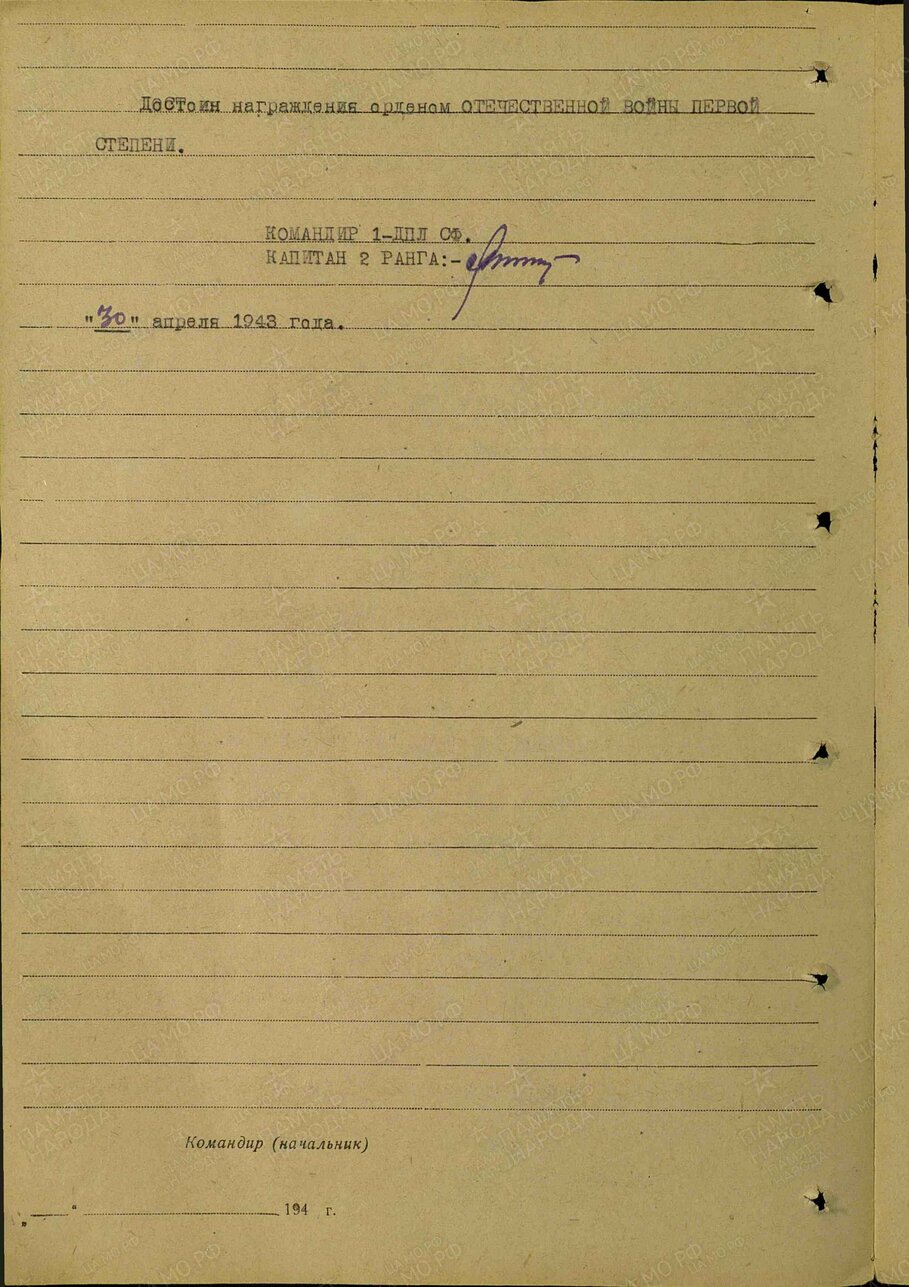 Достоин награждения орденом ОТЕЧЕСТВЕННОЙ ВОЙНЫ ПЕРВОЙ
СТЕПЕНИ.
КОМАНДИР 1-ДПЛ СФ.
КАПИТАН 2 РАНГА:-
"30" апреля 1943 года.
Командир (начальник)
„ “ 194 г.